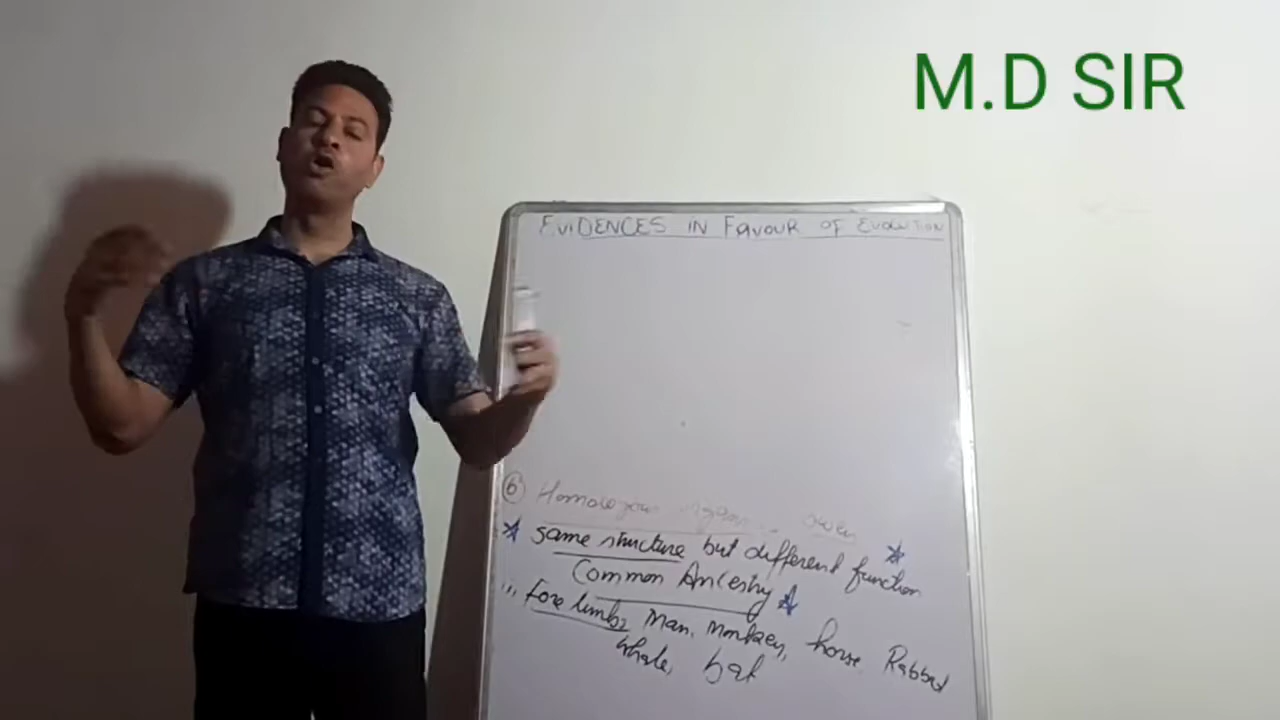 M.D SIR
EVIDENCES IN FAVOUR OF EVOLUTION
6 Homologous organs Owen
same structure but different function
Common Ancestry
Fore limbs Man, Monkey, horse, Rabbit
Whale, bat